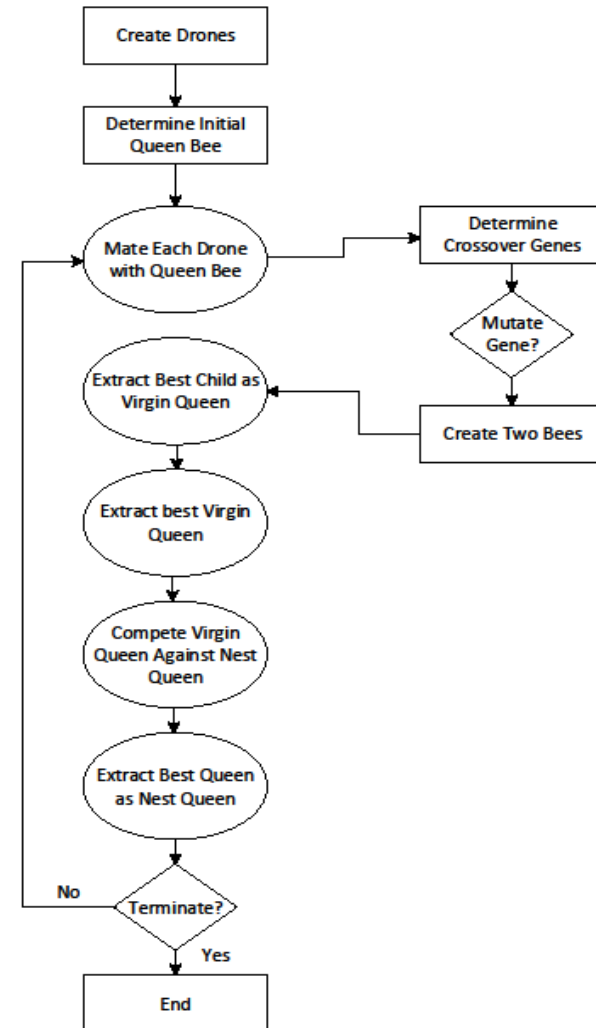 Create Drones
Determine Initial
Queen Bee
Mate Each Drone
with Queen Bee
Determine
Crossover Genes
Mutate
Gene?
Create Two Bees
Extract Best Child as
Virgin Queen
Extract best Virgin
Queen
Compete Virgin
Queen Against Nest
Queen
Extract Best Queen
as Nest Queen
Terminate?
No
Yes
End